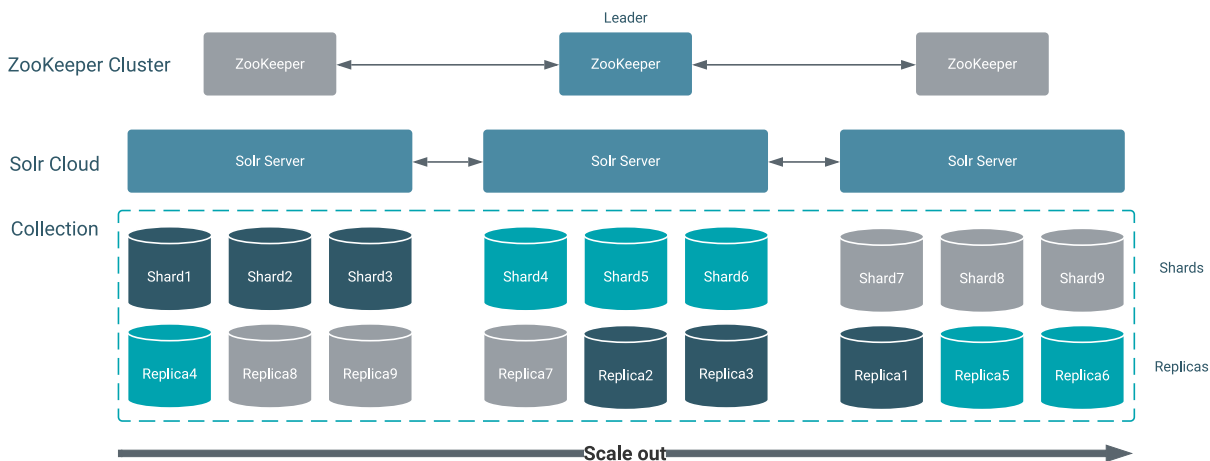 Leader
ZooKeeper Cluster
ZooKeeper
ZooKeeper
ZooKeeper
Solr Cloud
Solr Server
Solr Server
Solr Server
Collection
Shard1
Shard2
Shard3
Shard4
Shard5
Shard6
Shard7
Shard8
Shard9
Shards
Replica4
Replica8
Replica9
Replica7
Replica2
Replica3
Replica1
Replica5
Replica6
Replicas
Scale out